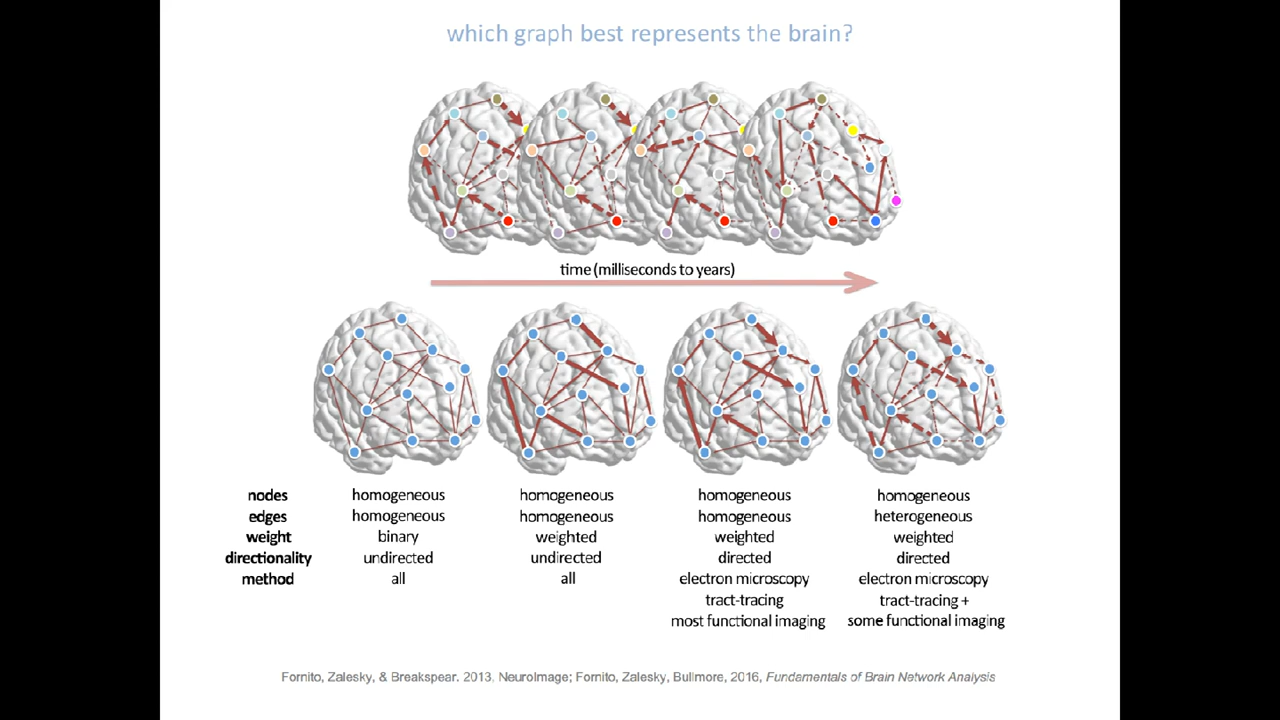 which graph best represents the brain?
time (milliseconds to years)
nodes homogeneous homogeneous homogeneous homogeneous
edges homogeneous homogeneous homogeneous heterogeneous
weight binary weighted weighted weighted
directionality undirected undirected directed directed
method all all electron microscopy electron microscopy
tract-tracing tract-tracing +
most functional imaging some functional imaging
Fornito, Zalesky, & Breakspear. 2013. NeuroImage; Fornito, Zalesky, Bullmore, 2016, Fundamentals of Brain Network Analysis